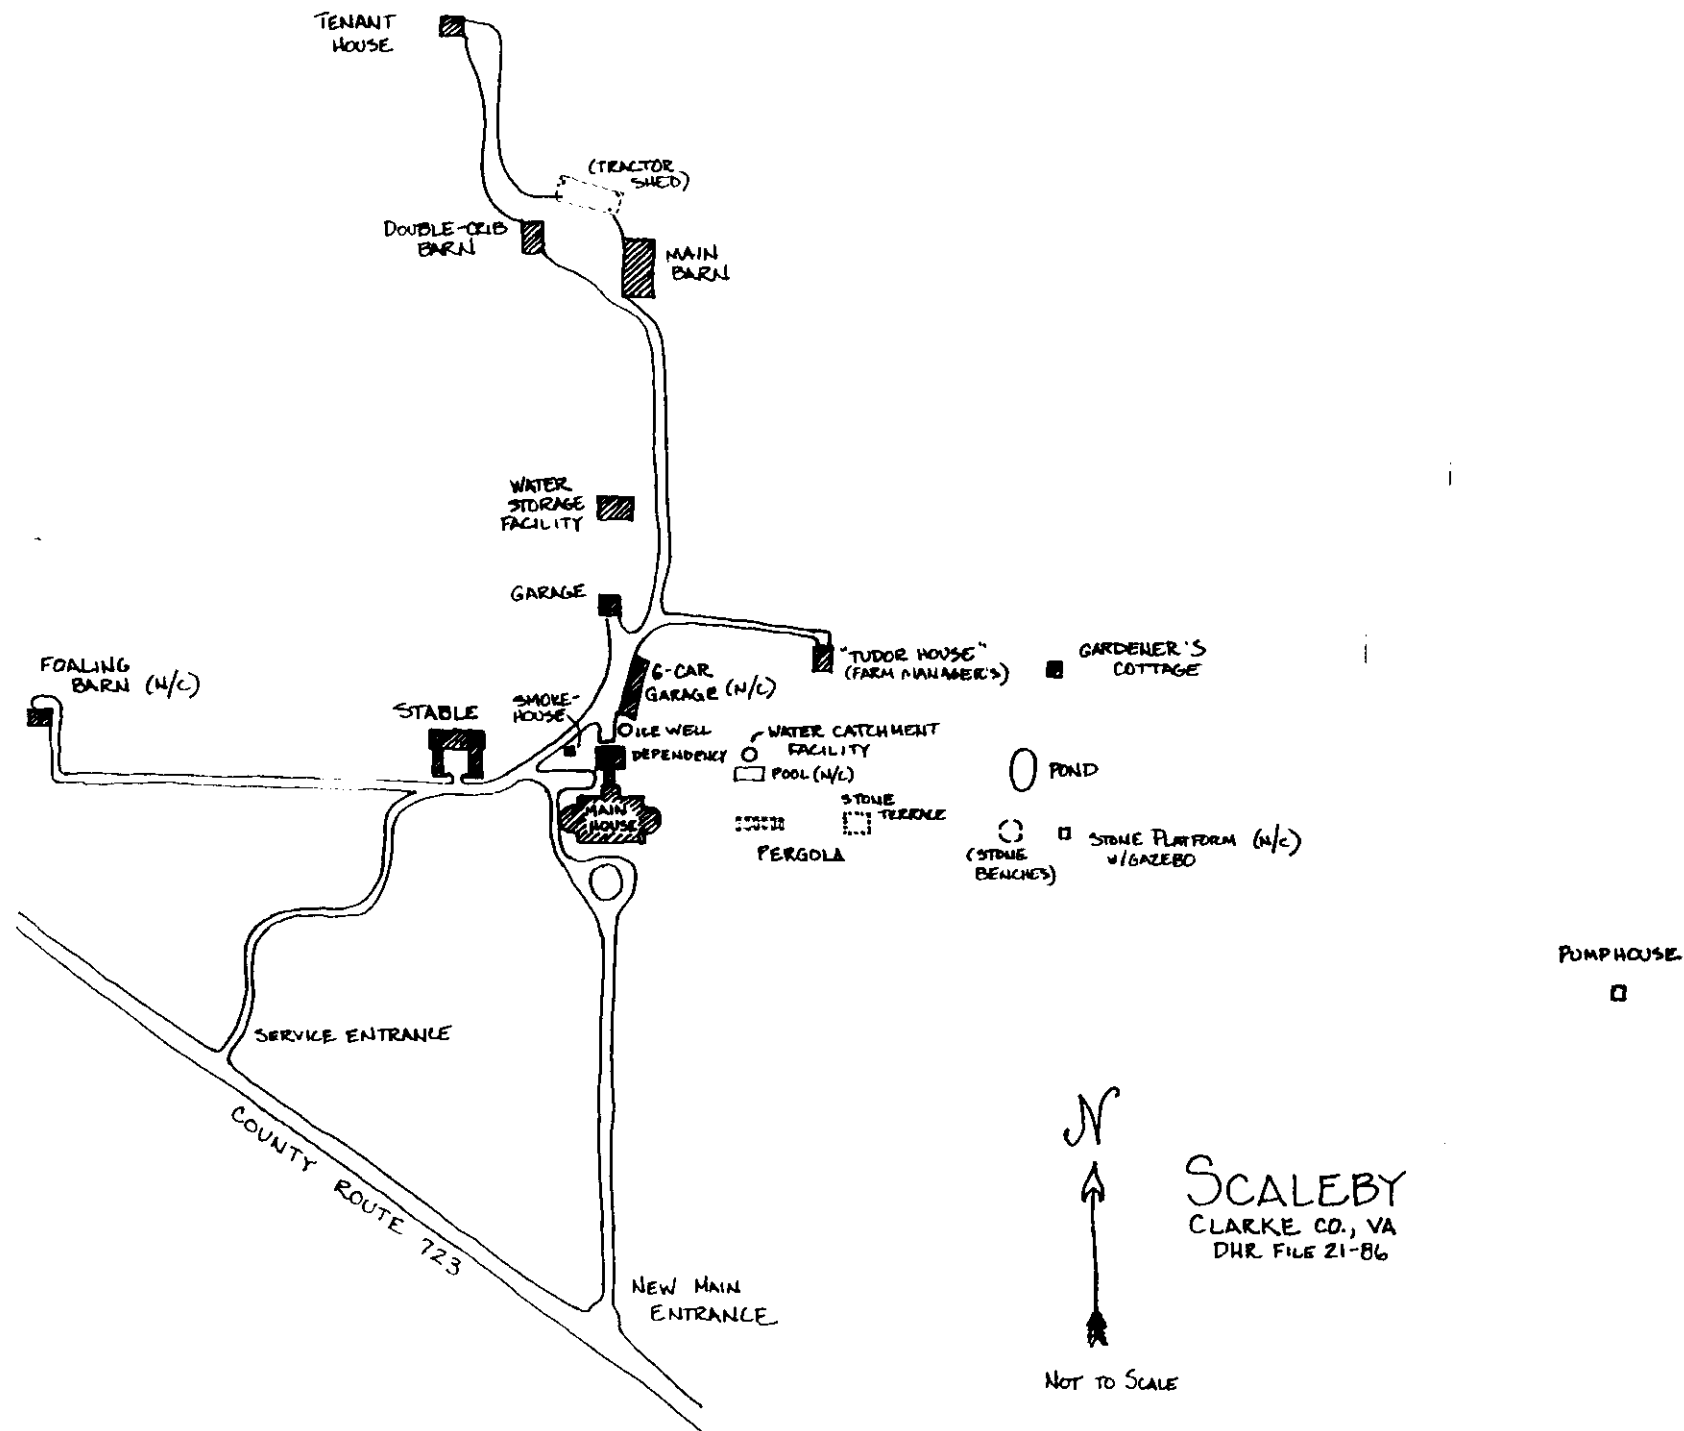 TENANT
HOUSE
(TRACTOR
SHED)
DOUBLE-CRIB
BARN
MAIN
BARN
WATER
STORAGE
FACILITY
GARAGE
FOALING
BARN (N/C)
STABLE
SMOKE-
HOUSE
6-CAR
GARAGE (N/C)
"TUDOR HOUSE"
(FARM MANAGER'S)
GARDENER'S
COTTAGE
ICE WELL
DEPENDENCY
WATER CATCHMENT
FACILITY
POOL (N/C)
POND
MAIN
HOUSE
STONE
TERRACE
PERGOLA
(STONE
BENCHES)
STONE PLATFORM (N/C)
W/GAZEBO
PUMPHOUSE
SERVICE ENTRANCE
COUNTY ROUTE 723
NEW MAIN
ENTRANCE
N
SCALEBY
CLARKE CO., VA
DHR FILE 21-86
NOT TO SCALE